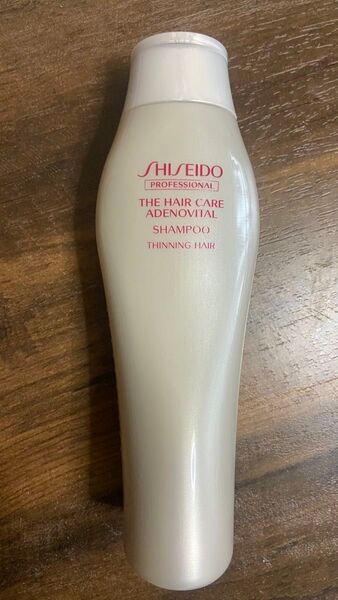 SHISEIDO
PROFESSIONAL
THE HAIR CARE
ADENOVITAL
SHAMPOO
THINNING HAIR